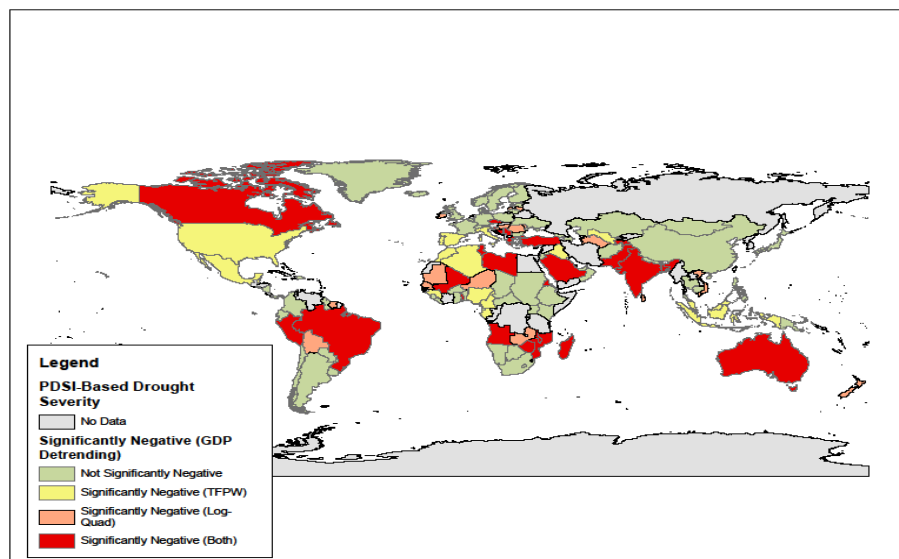 Legend
PDSI-Based Drought
Severity
No Data
Significantly Negative (GDP
Detrending)
Not Significantly Negative
Significantly Negative (TFPW)
Significantly Negative (Log-
Quad)
Significantly Negative (Both)